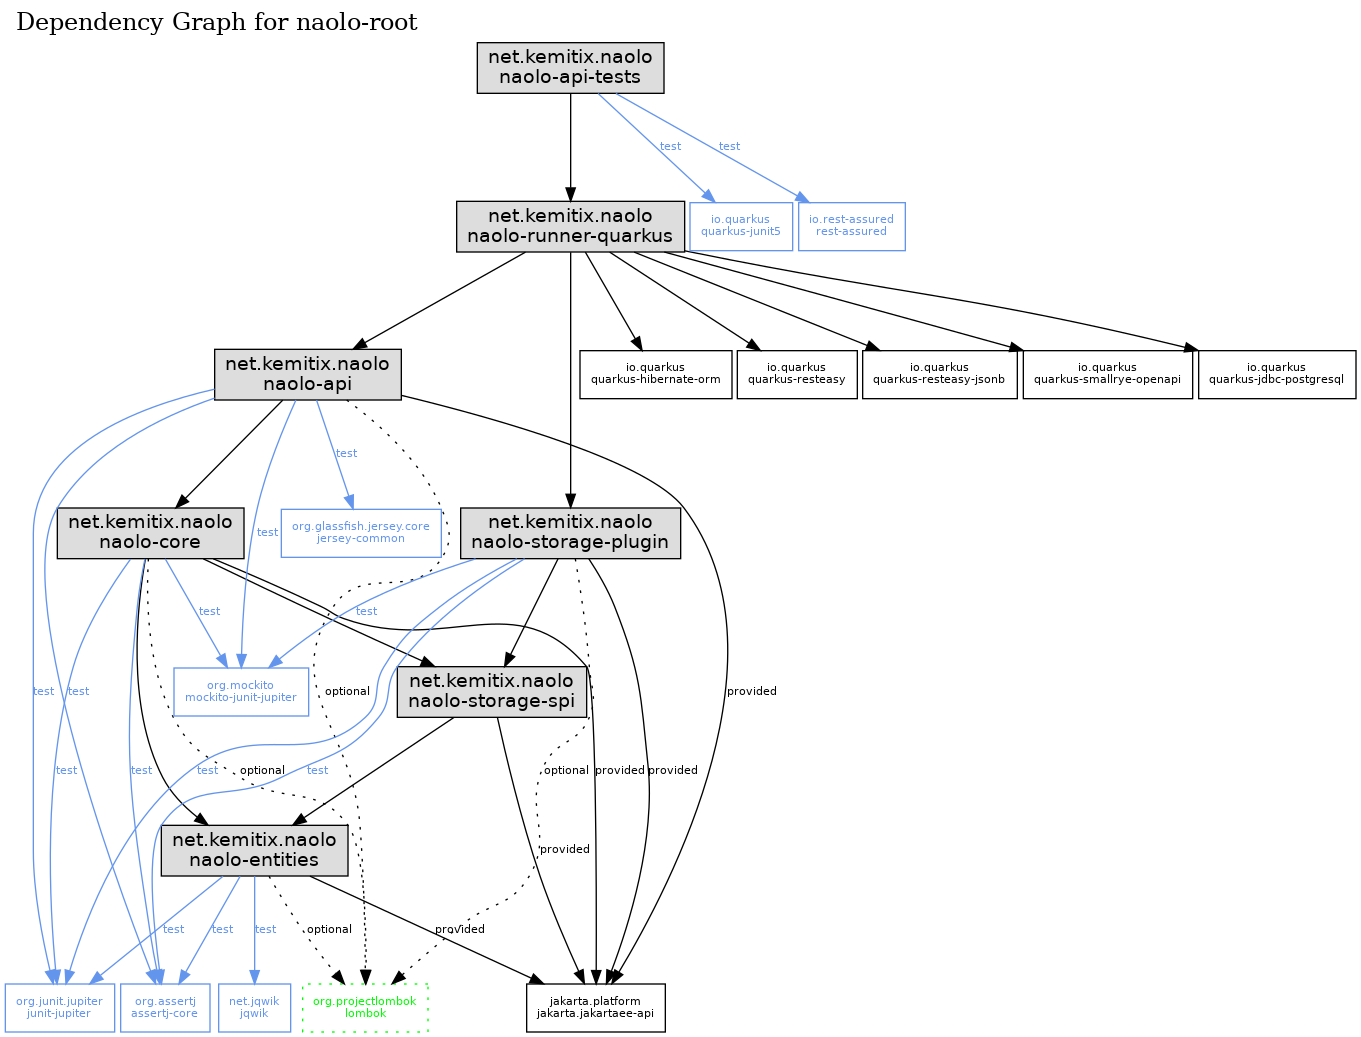 Dependency Graph for naolo-root
net.kemitix.naolo
naolo-api-tests
test
test
net.kemitix.naolo
naolo-runner-quarkus
io.quarkus
quarkus-junit5
io.rest-assured
rest-assured
net.kemitix.naolo
naolo-api
io.quarkus
quarkus-hibernate-orm
io.quarkus
quarkus-resteasy
io.quarkus
quarkus-resteasy-jsonb
io.quarkus
quarkus-smallrye-openapi
io.quarkus
quarkus-jdbc-postgresql
test
net.kemitix.naolo
naolo-core
test
org.glassfish.jersey.core
jersey-common
net.kemitix.naolo
naolo-storage-plugin
test
test
org.mockito
mockito-junit-jupiter
net.kemitix.naolo
naolo-storage-spi
test
test
optional
provided
test
test
test
optional
test
optional
provided
provided
net.kemitix.naolo
naolo-entities
provided
test
test
test
optional
provided
org.junit.jupiter
junit-jupiter
org.assertj
assertj-core
net.jqwik
jqwik
org.projectlombok
lombok
jakarta.platform
jakarta.jakartaee-api